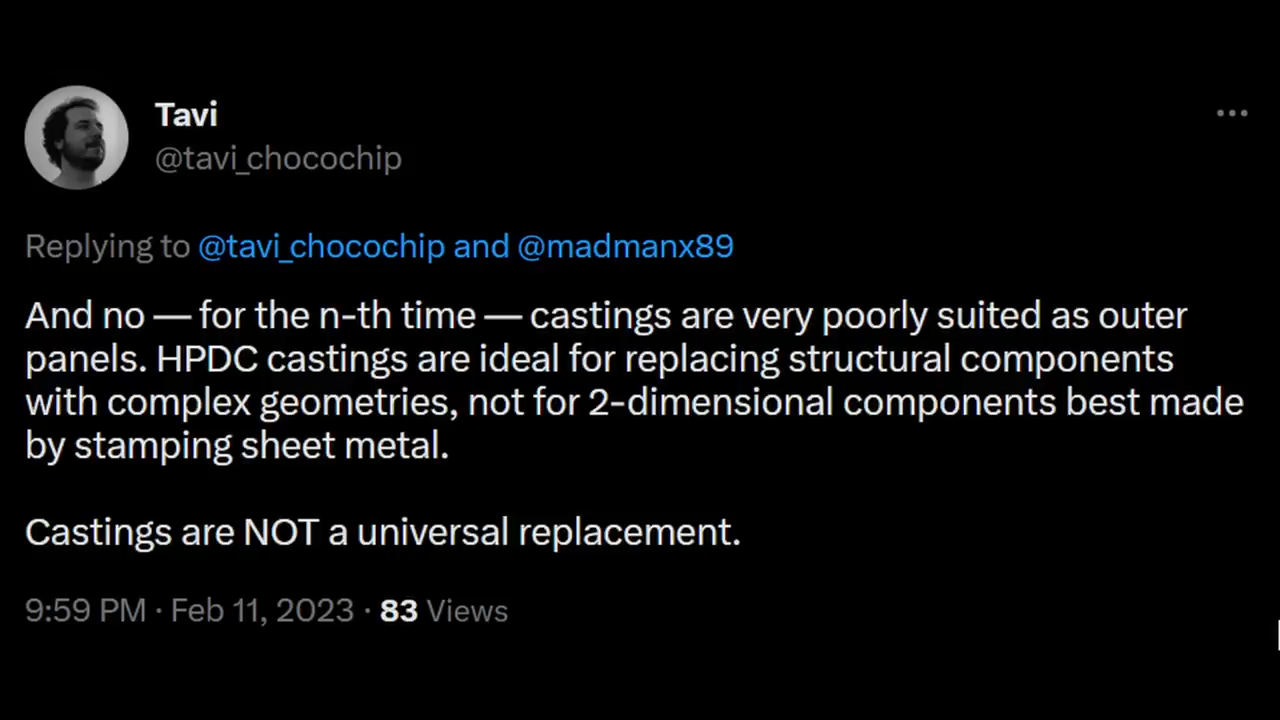 Tavi
@tavi_chocochip
Replying to @tavi_chocochip and @madmanx89
And no — for the n-th time — castings are very poorly suited as outer
panels. HPDC castings are ideal for replacing structural components
with complex geometries, not for 2-dimensional components best made
by stamping sheet metal.
Castings are NOT a universal replacement.
9:59 PM · Feb 11, 2023 · 83 Views